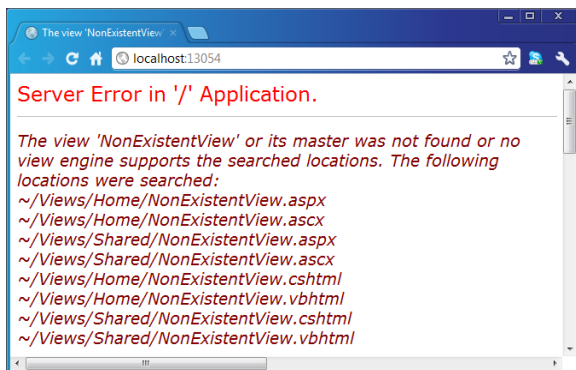 The view 'NonExistentView'
localhost:13054
Server Error in '/' Application.
The view 'NonExistentView' or its master was not found or no
view engine supports the searched locations. The following
locations were searched:
~/Views/Home/NonExistentView.aspx
~/Views/Home/NonExistentView.ascx
~/Views/Shared/NonExistentView.aspx
~/Views/Shared/NonExistentView.ascx
~/Views/Home/NonExistentView.cshtml
~/Views/Home/NonExistentView.vbhtml
~/Views/Shared/NonExistentView.cshtml
~/Views/Shared/NonExistentView.vbhtml